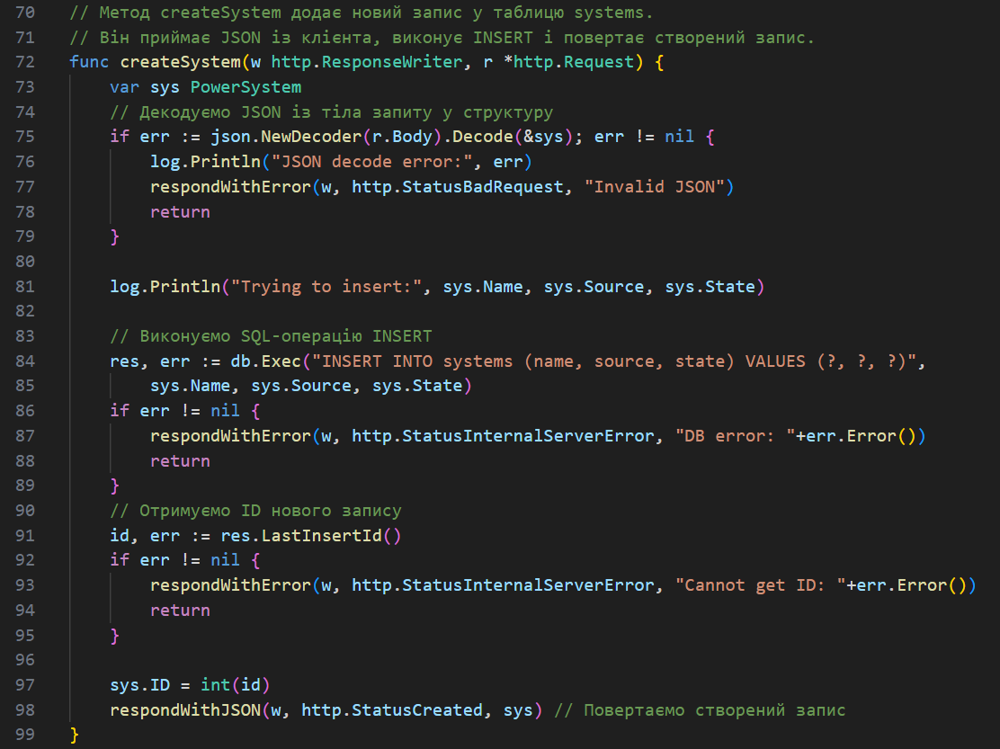 70 // Метод createSystem додає новий запис у таблицю systems.
71 // Він приймає JSON із клієнта, виконує INSERT і повертає створений запис.
72 func createSystem(w http.ResponseWriter, r *http.Request) {
73     var sys PowerSystem
74     // Декодуємо JSON із тіла запиту у структуру
75     if err := json.NewDecoder(r.Body).Decode(&sys); err != nil {
76         log.Println("JSON decode error:", err)
77         respondWithError(w, http.StatusBadRequest, "Invalid JSON")
78         return
79     }
80
81     log.Println("Trying to insert:", sys.Name, sys.Source, sys.State)
82
83     // Виконуємо SQL-операцію INSERT
84     res, err := db.Exec("INSERT INTO systems (name, source, state) VALUES (?, ?, ?)",
85         sys.Name, sys.Source, sys.State)
86     if err != nil {
87         respondWithError(w, http.StatusInternalServerError, "DB error: "+err.Error())
88         return
89     }
90     // Отримуємо ID нового запису
91     id, err := res.LastInsertId()
92     if err != nil {
93         respondWithError(w, http.StatusInternalServerError, "Cannot get ID: "+err.Error())
94         return
95     }
96
97     sys.ID = int(id)
98     respondWithJSON(w, http.StatusCreated, sys) // Повертаємо створений запис
99 }